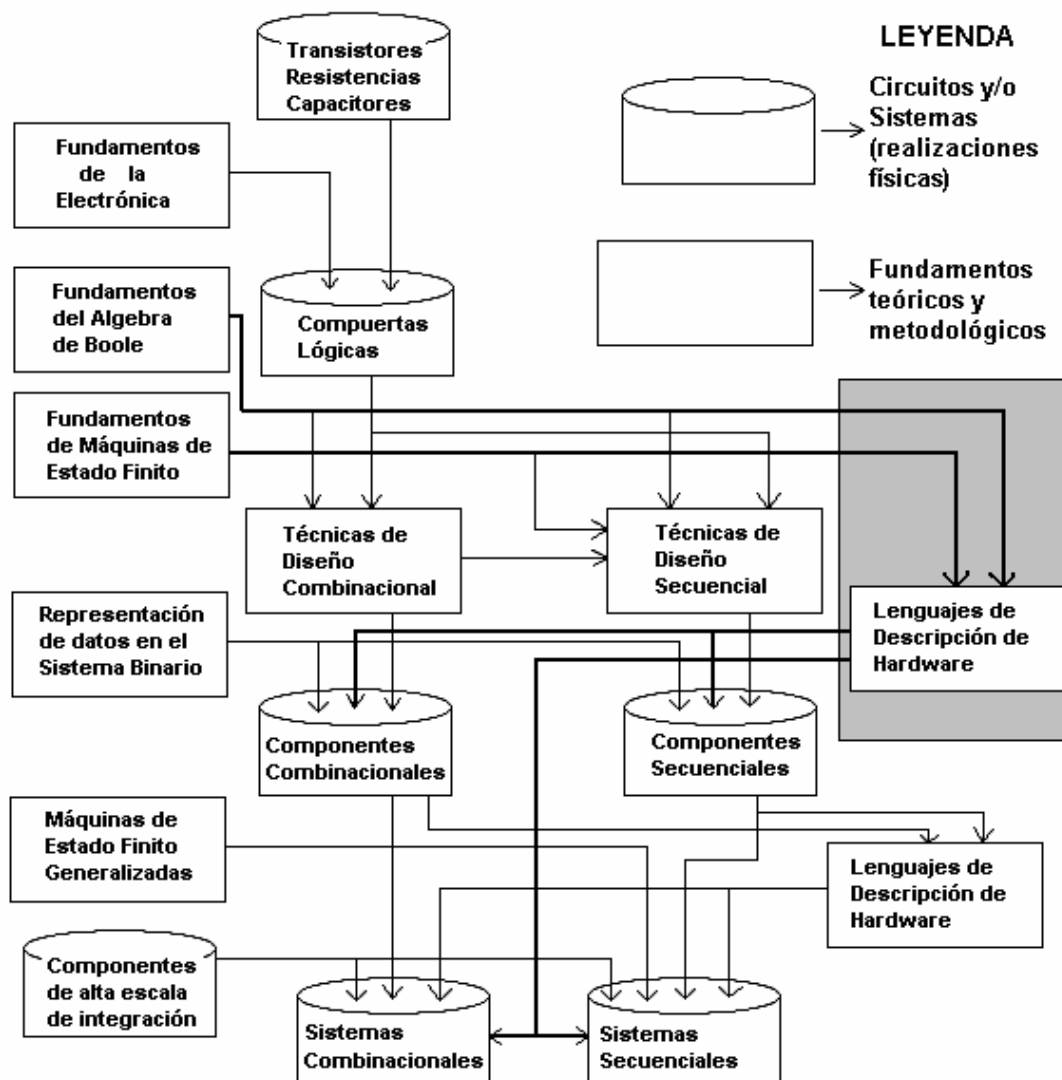 Transistores
Resistencias
Capacitores
LEYENDA
Circuitos y/o
Sistemas
(realizaciones
físicas)
Fundamentos
de la
Electrónica
Fundamentos
del Algebra
de Boole
Compuertas
Lógicas
Fundamentos
teóricos y
metodológicos
Fundamentos
de Máquinas de
Estado Finito
Técnicas de
Diseño
Combinacional
Técnicas de
Diseño
Secuencial
Lenguajes de
Descripción de
Hardware
Representación
de datos en el
Sistema Binario
Componentes
Combinacionales
Componentes
Secuenciales
Máquinas de
Estado Finito
Generalizadas
Lenguajes de
Descripción de
Hardware
Componentes
de alta escala
de integración
Sistemas
Combinacionales
Sistemas
Secuenciales